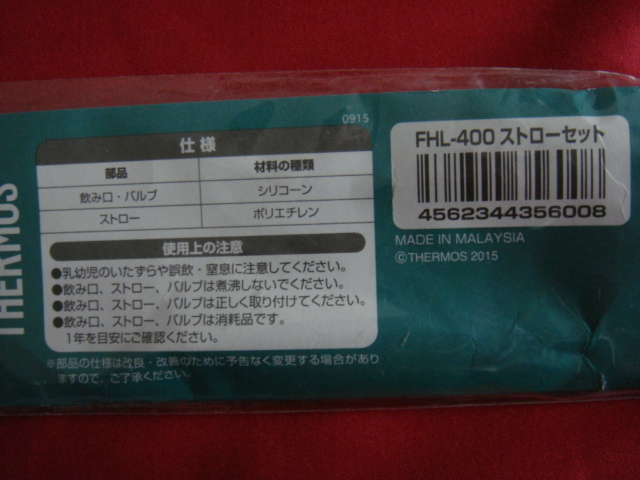 THERMOS
0915
仕様
部品 材料の種類
飲み口・バルブ シリコーン
ストロー ポリエチレン
使用上の注意
●乳幼児のいたずらや誤飲・窒息に注意してください。
●飲み口、ストロー、バルブは煮沸しないでください。
●飲み口、ストロー、バルブは正しく取り付けてください。
●飲み口、ストロー、バルブは消耗品です。
1年を目安にご確認ください。
※部品の仕様は改良・改善のために予告なく変更する場合があり
ますので、ご了承ください。
FHL-400 ストローセット
4562344356008
MADE IN MALAYSIA
©THERMOS 2015